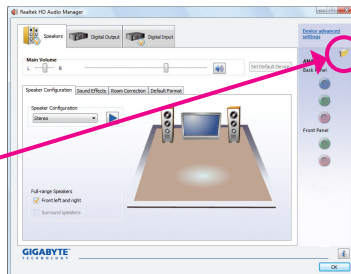 Realtek HD Audio Manager
Speakers
Digital Output
Digital Input
Device advanced
settings
Main Volume
L
R
Set Default Device
ANA
Back Panel
Speaker Configuration
Sound Effects
Room Correction
Default Format
Speaker Configuration
Stereo
Front Panel
Full-range Speakers
Front left and right
Surround speakers
GIGABYTE
TECHNOLOGY
OK